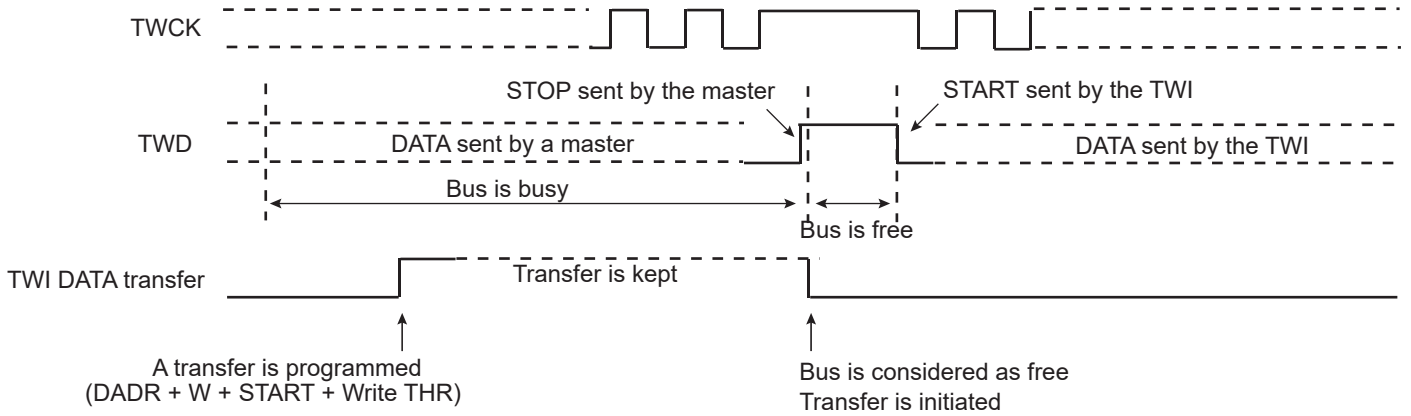 TWCK
STOP sent by the master
START sent by the TWI
TWD
DATA sent by a master
DATA sent by the TWI
Bus is busy
Bus is free
TWI DATA transfer
Transfer is kept
A transfer is programmed
(DADR + W + START + Write THR)
Bus is considered as free
Transfer is initiated